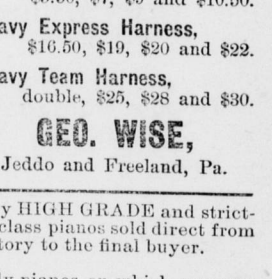 avy Express Harness,
$16.50, $19, $20 and $22.
avy Team Harness,
double, $25, $28 and $30.
GEO. WISE,
Jeddo and Freeland, Pa.
y HIGH GRADE and strict-
class pianos sold direct from
tory to the final buyer.